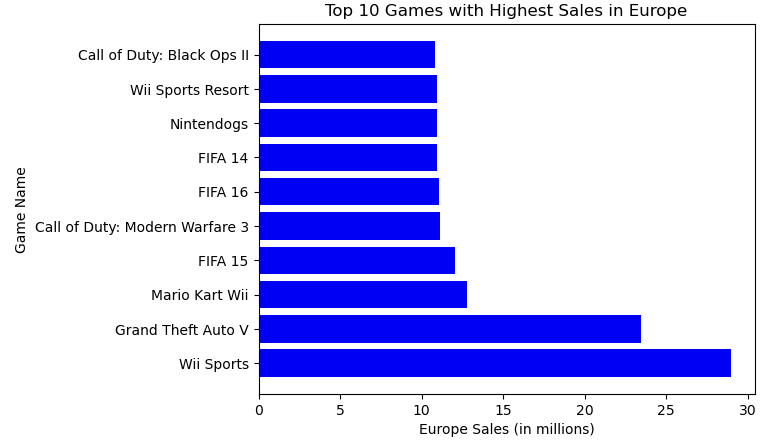 Top 10 Games with Highest Sales in Europe
Call of Duty: Black Ops II
Wii Sports Resort
Nintendogs
FIFA 14
FIFA 16
Call of Duty: Modern Warfare 3
FIFA 15
Mario Kart Wii
Grand Theft Auto V
Wii Sports
Game Name
0 5 10 15 20 25 30
Europe Sales (in millions)